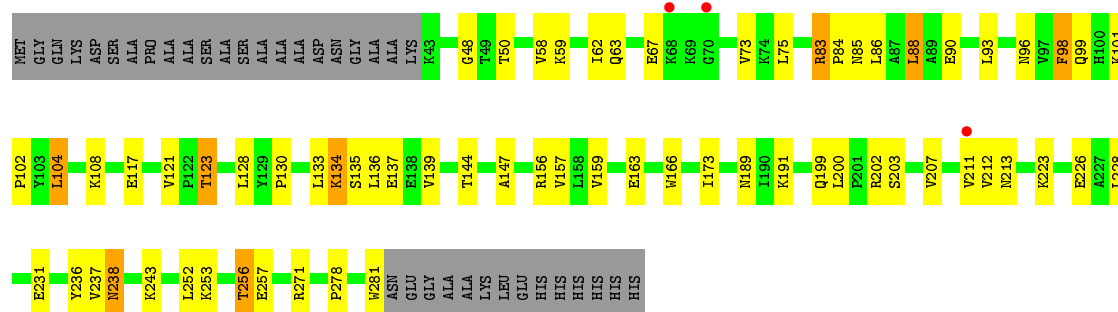 MET GLY GLN LYS ASP SER ALA PRO ALA ALA SER ALA SER ALA ALA ALA ALA ASP ASN GLY ALA ALA LYS K43 G48 T49 T50 V58 K59 I62 Q63 E67 K68 K69 G70 V73 K74 L75 R83 P84 N85 L86 A87 L88 A89 E90 L93 N96 V97 F98 Q99 H100 K101
P102 Y103 L104 K108 E117 V121 P122 T123 L128 Y129 P130 L133 K134 S135 L136 E137 E138 V139 T144 A147 R156 V157 L158 V159 E163 W166 I173 N189 I190 K191 Q199 L200 P201 R202 S203 V207 V211 V212 N213 K223 E226 A227 L228
E231 Y236 V237 N238 K243 L252 K253 T256 E257 R271 P278 W281 ASN GLU GLY ALA ALA LYS LEU GLU HIS HIS HIS HIS HIS HIS